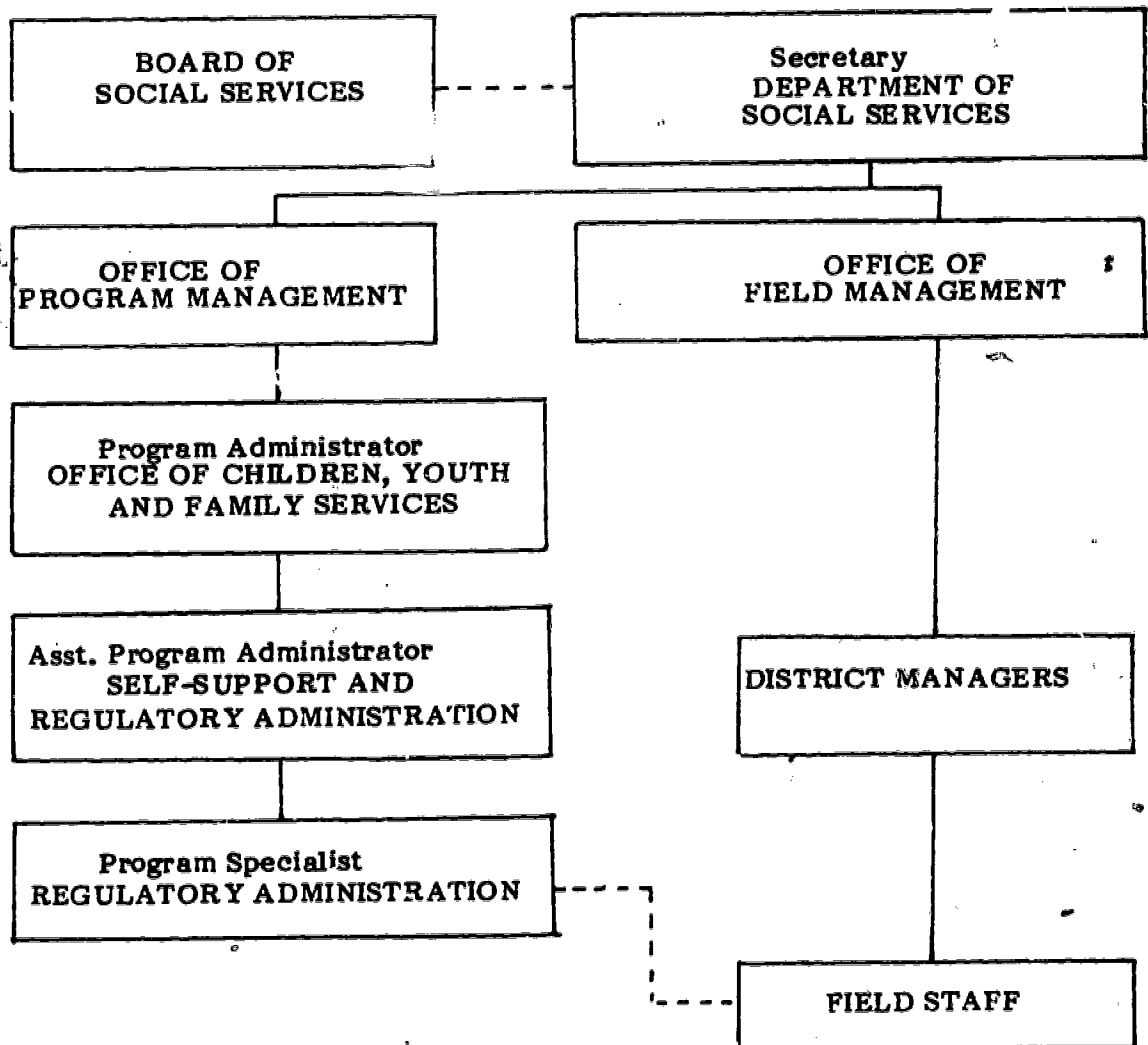 BOARD OF
SOCIAL SERVICES
Secretary
DEPARTMENT OF
SOCIAL SERVICES
OFFICE OF
PROGRAM MANAGEMENT
OFFICE OF
FIELD MANAGEMENT
Program Administrator
OFFICE OF CHILDREN, YOUTH
AND FAMILY SERVICES
Asst. Program Administrator
SELF-SUPPORT AND
REGULATORY ADMINISTRATION
DISTRICT MANAGERS
Program Specialist
REGULATORY ADMINISTRATION
FIELD STAFF